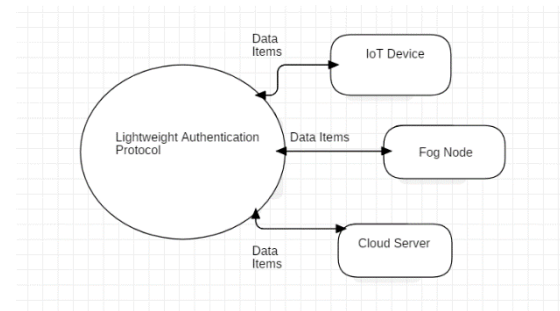 Data
Items
IoT Device
Lightweight Authentication
Protocol
Data Items
Fog Node
Cloud Server
Data
Items